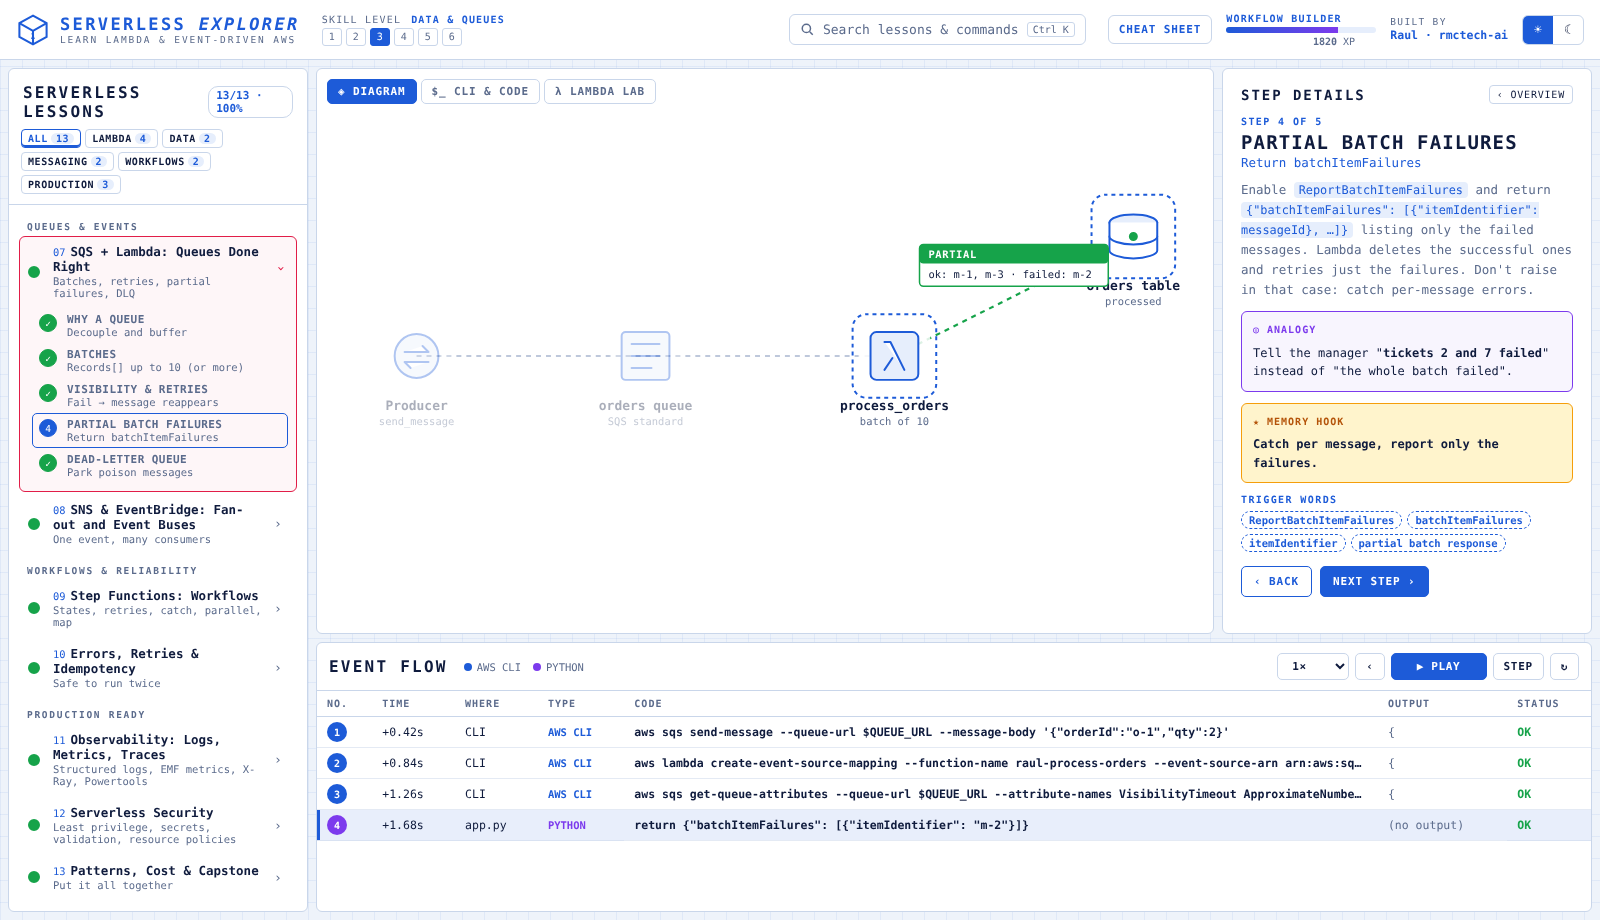 SERVERLESS EXPLORER
LEARN LAMBDA & EVENT-DRIVEN AWS
SKILL LEVEL DATA & QUEUES
1 2 3 4 5 6
Search lessons & commands Ctrl K
CHEAT SHEET
WORKFLOW BUILDER
1820 XP
BUILT BY
Raul · rmctech-ai
SERVERLESS
LESSONS
13/13 ·
100%
ALL 13 LAMBDA 4 DATA 2
MESSAGING 2 WORKFLOWS 2
PRODUCTION 3
QUEUES & EVENTS
07 SQS + Lambda: Queues Done
Right
Batches, retries, partial
failures, DLQ
✓ WHY A QUEUE
Decouple and buffer
✓ BATCHES
Records[] up to 10 (or more)
✓ VISIBILITY & RETRIES
Fail → message reappears
4 PARTIAL BATCH FAILURES
Return batchItemFailures
✓ DEAD-LETTER QUEUE
Park poison messages
08 SNS & EventBridge: Fan-
out and Event Buses
One event, many consumers
WORKFLOWS & RELIABILITY
09 Step Functions: Workflows
States, retries, catch, parallel,
map
10 Errors, Retries &
Idempotency
Safe to run twice
PRODUCTION READY
11 Observability: Logs,
Metrics, Traces
Structured logs, EMF metrics, X-
Ray, Powertools
12 Serverless Security
Least privilege, secrets,
validation, resource policies
13 Patterns, Cost & Capstone
Put it all together
◈ DIAGRAM $_ CLI & CODE λ LAMBDA LAB
PARTIAL
ok: m-1, m-3 · failed: m-2
orders table
processed
Producer
send_message
orders queue
SQS standard
process_orders
batch of 10
STEP DETAILS
‹ OVERVIEW
STEP 4 OF 5
PARTIAL BATCH FAILURES
Return batchItemFailures
Enable ReportBatchItemFailures and return
{"batchItemFailures": [{"itemIdentifier":
messageId}, …]} listing only the failed
messages. Lambda deletes the successful ones
and retries just the failures. Don't raise
in that case: catch per-message errors.
◎ ANALOGY
Tell the manager "tickets 2 and 7 failed"
instead of "the whole batch failed".
★ MEMORY HOOK
Catch per message, report only the
failures.
TRIGGER WORDS
ReportBatchItemFailures batchItemFailures
itemIdentifier partial batch response
‹ BACK NEXT STEP ›
EVENT FLOW AWS CLI PYTHON
1× ‹ ▶ PLAY STEP ↻
NO. TIME WHERE TYPE CODE OUTPUT STATUS
1 +0.42s CLI AWS CLI aws sqs send-message --queue-url $QUEUE_URL --message-body '{"orderId":"o-1","qty":2}' { OK
2 +0.84s CLI AWS CLI aws lambda create-event-source-mapping --function-name raul-process-orders --event-source-arn arn:aws:sq… { OK
3 +1.26s CLI AWS CLI aws sqs get-queue-attributes --queue-url $QUEUE_URL --attribute-names VisibilityTimeout ApproximateNumbe… { OK
4 +1.68s app.py PYTHON return {"batchItemFailures": [{"itemIdentifier": "m-2"}]} (no output) OK